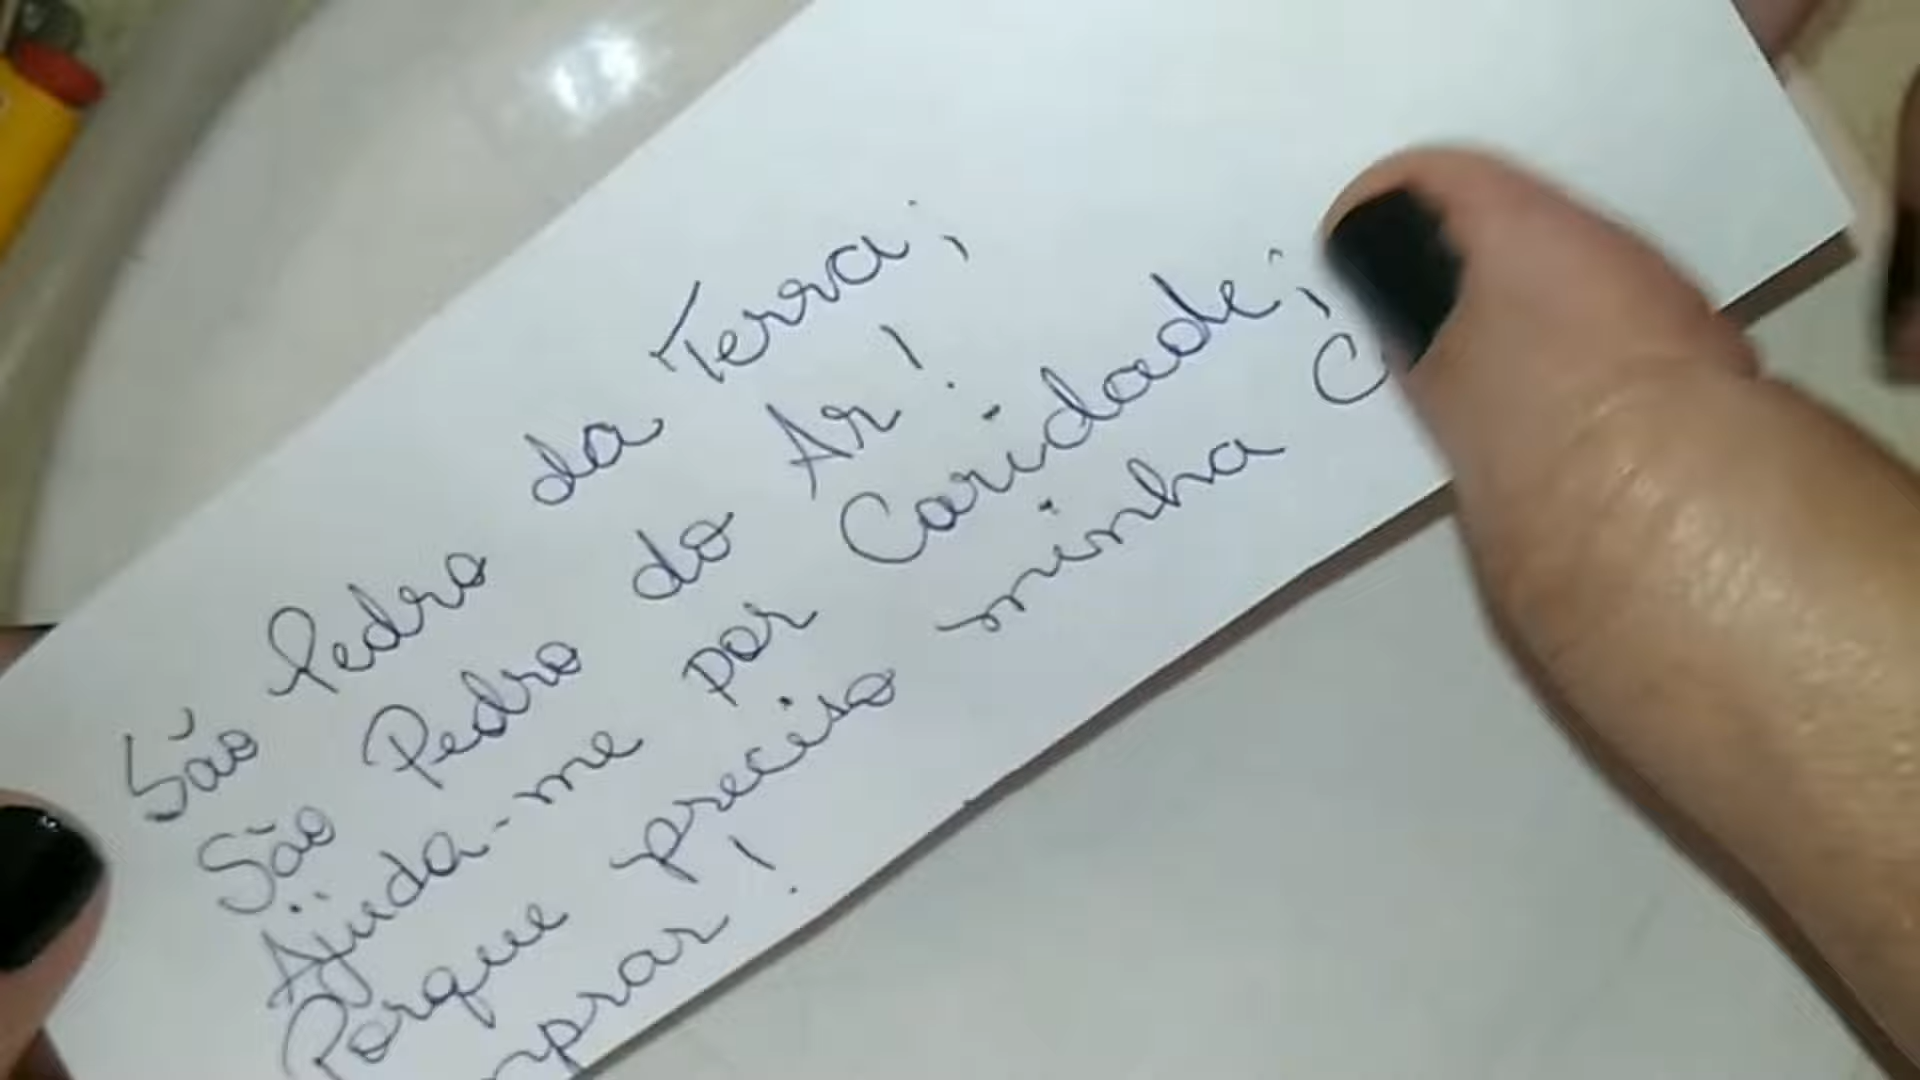 São Pedro da Terra;
São Pedro do Ar!
Ajuda-me por Caridade;
Porque preciso minha
!